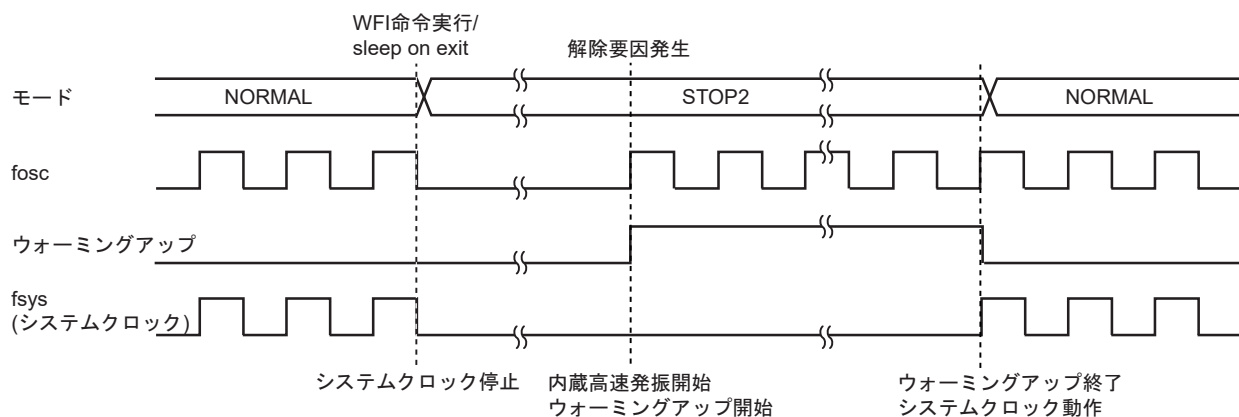 WFI命令実行/
sleep on exit
解除要因発生
モード
NORMAL
STOP2
NORMAL
fosc
ウォーミングアップ
fsys
(システムクロック)
システムクロック停止
内蔵高速発振開始
ウォーミングアップ開始
ウォーミングアップ終了
システムクロック動作